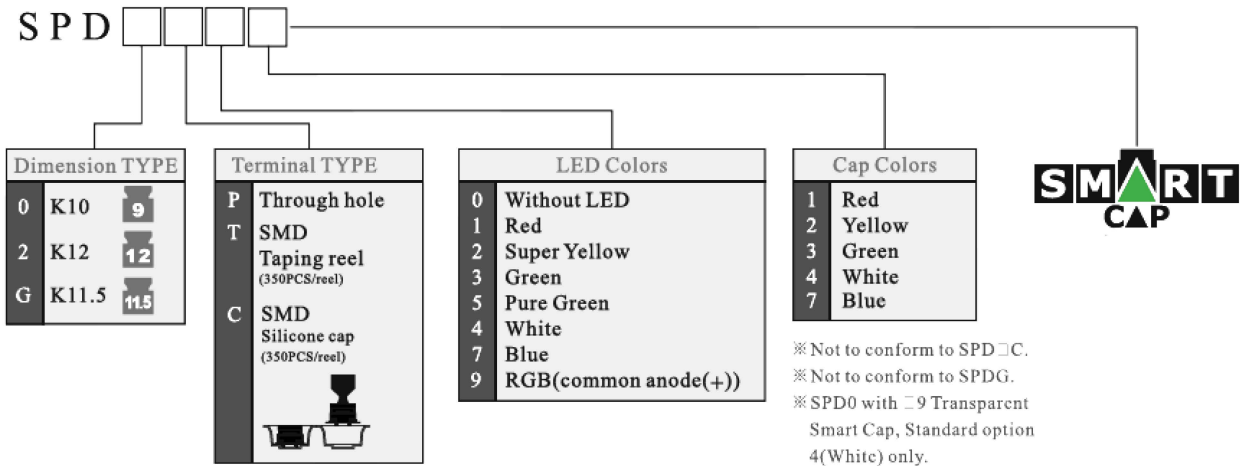 SPD
Dimension TYPE
0 K10 9
2 K12 12
G K11.5 11.5
Terminal TYPE
P Through hole
T SMD
Taping reel
(350PCS/reel)
C SMD
Silicone cap
(350PCS/reel)
LED Colors
0 Without LED
1 Red
2 Super Yellow
3 Green
5 Pure Green
4 White
7 Blue
9 RGB(common anode(+))
Cap Colors
1 Red
2 Yellow
3 Green
4 White
7 Blue
※Not to conform to SPD□C.
※Not to conform to SPDG.
※SPD0 with □9 Transparent
Smart Cap, Standard option
4(White) only.
SMART
CAP